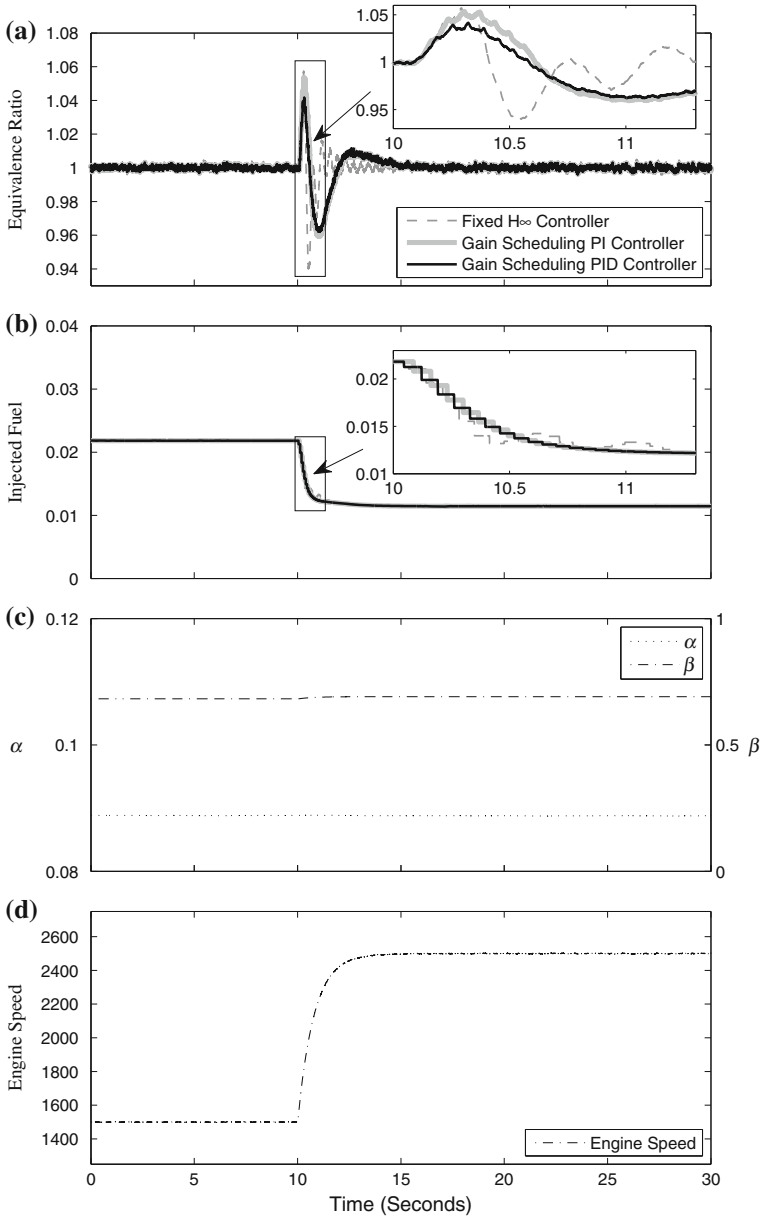 (a)
1.08
1.06
1.04
1.02
1
0.98
0.96
0.94
Equivalence Ratio
1.05
1
0.95
10
10.5
11
Fixed H∞ Controller
Gain Scheduling PI Controller
Gain Scheduling PID Controller
(b)
0.04
0.03
0.02
0.01
0
Injected Fuel
0.02
0.015
0.01
10
10.5
11
(c)
0.12
0.1
0.08
α
1
0.5
0
β
α
β
(d)
2600
2400
2200
2000
1800
1600
1400
Engine Speed
Engine Speed
0
5
10
15
20
25
30
Time (Seconds)